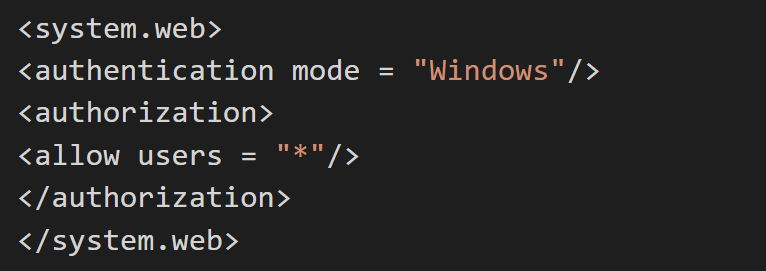 <system.web>
<authentication mode = "Windows"/>
<authorization>
<allow users = "*"/>
</authorization>
</system.web>